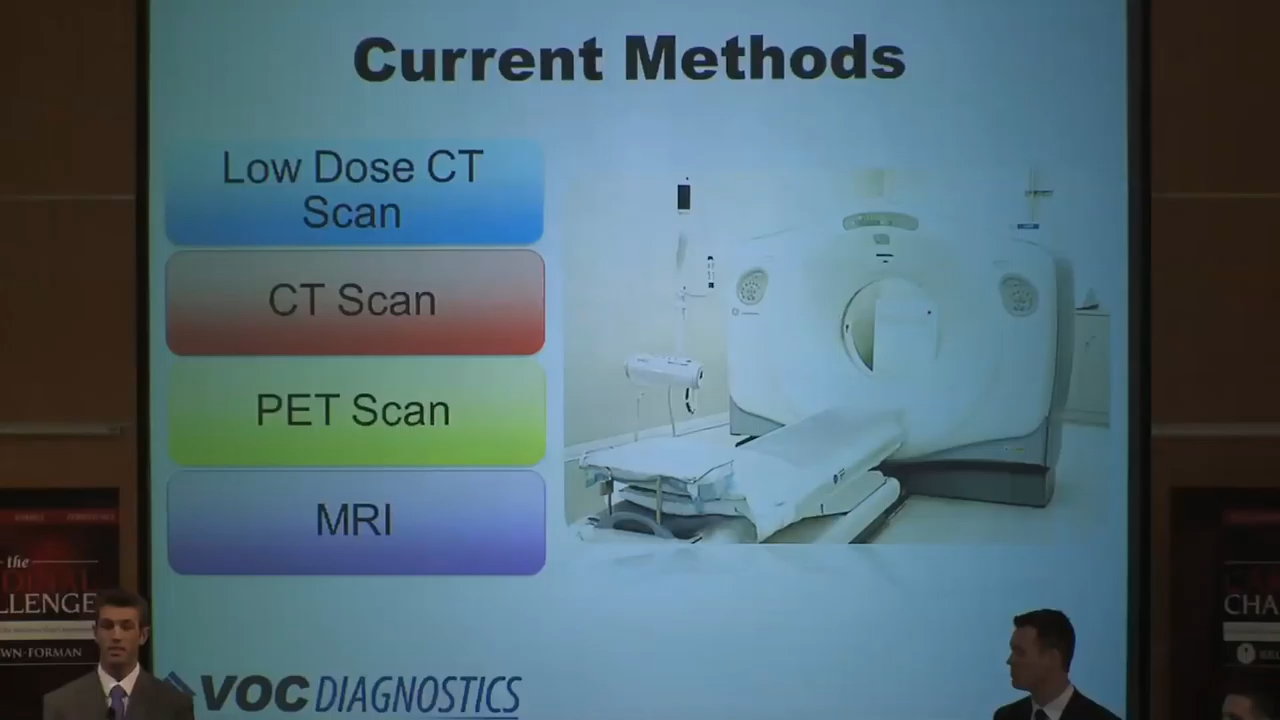 Current Methods
Low Dose CT
Scan
CT Scan
PET Scan
MRI
VOC DIAGNOSTICS
the
LLENGE
WN-FORMAN
CHA